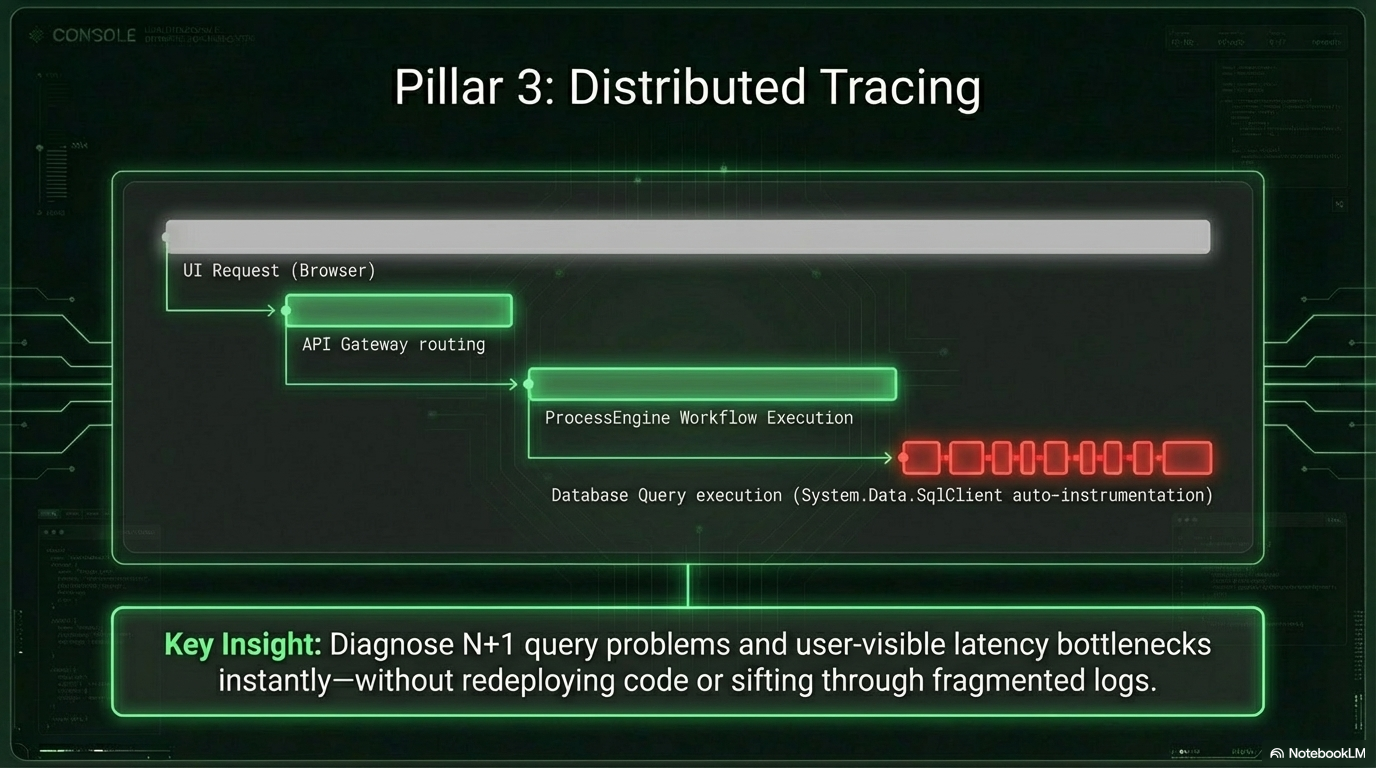 CONSOLE
Pillar 3: Distributed Tracing
UI Request (Browser)
API Gateway routing
ProcessEngine Workflow Execution
Database Query execution (System.Data.SqlClient auto-instrumentation)
Key Insight: Diagnose N+1 query problems and user-visible latency bottlenecks
instantly—without redeploying code or sifting through fragmented logs.
NotebookLM